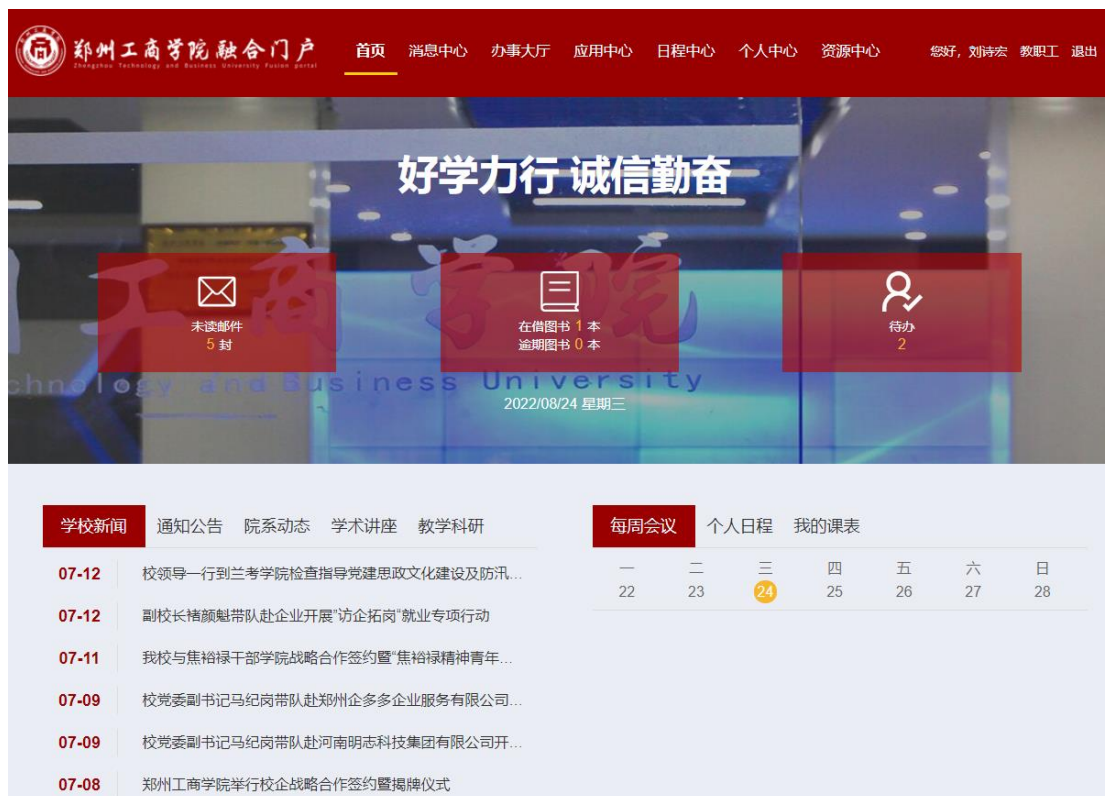 郑州工商学院融合门户
Zhengzhou Technology and Business University Fusion portal
首页 消息中心 办事大厅 应用中心 日程中心 个人中心 资源中心 您好，刘诗宏 教职工 退出
好学力行 诚信勤奋
工商学院
未读邮件
5 封
在借图书 1 本
逾期图书 0 本
待办
2
chnology and Business University
2022/08/24 星期三
学校新闻 通知公告 院系动态 学术讲座 教学科研
07-12 校领导一行到兰考学院检查指导党建思政文化建设及防汛...
07-12 副校长褚颜魁带队赴企业开展“访企拓岗”就业专项行动
07-11 我校与焦裕禄干部学院战略合作签约暨“焦裕禄精神青年...
07-09 校党委副书记马纪岗带队赴郑州企多多企业服务有限公司...
07-09 校党委副书记马纪岗带队赴河南明志科技集团有限公司开...
07-08 郑州工商学院举行校企战略合作签约暨揭牌仪式
每周会议 个人日程 我的课表
一 二 三 四 五 六 日
22 23 24 25 26 27 28